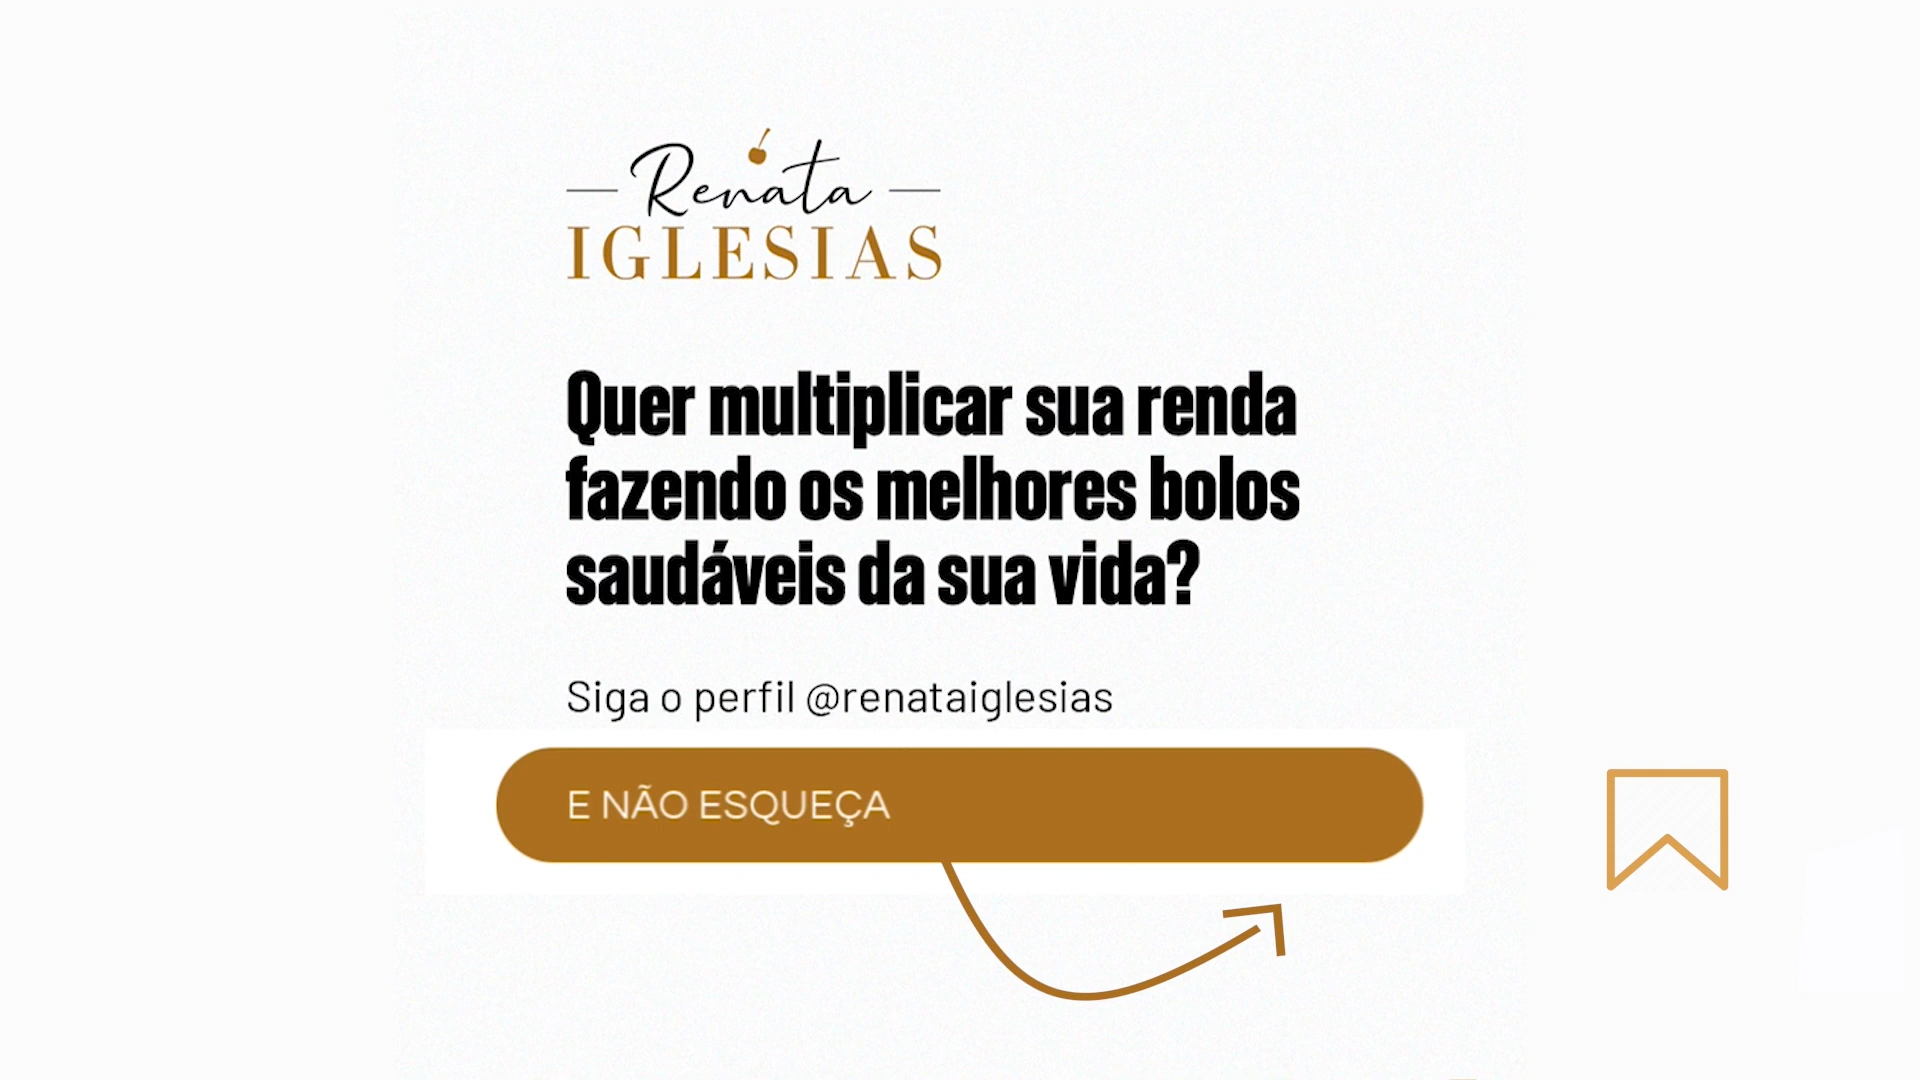 Renata
IGLESIAS
Quer multiplicar sua renda
fazendo os melhores bolos
saudáveis da sua vida?
Siga o perfil @renataiglesias
E NÃO ESQUEÇA